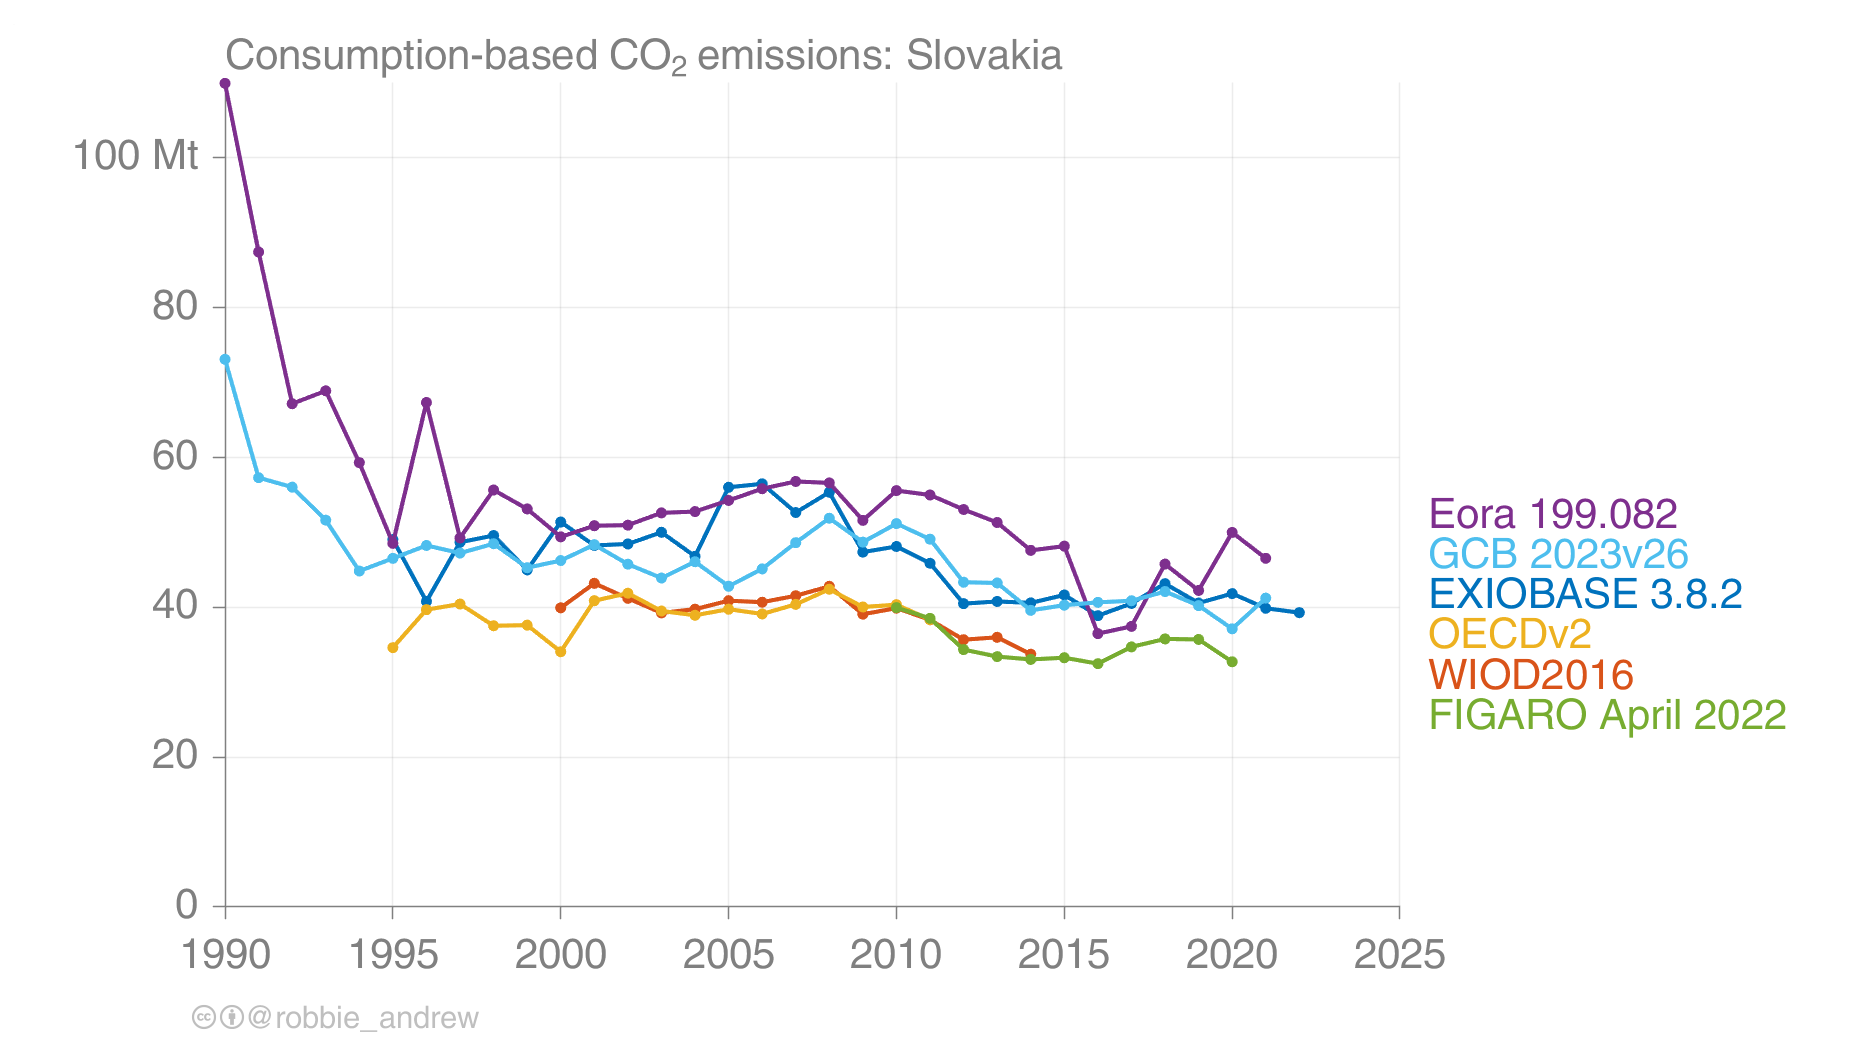 Consumption-based CO₂ emissions: Slovakia
100 Mt
80
60
40
20
0
1990 1995 2000 2005 2010 2015 2020 2025
Eora 199.082
GCB 2023v26
EXIOBASE 3.8.2
OECDv2
WIOD2016
FIGARO April 2022
cc @robbie_andrew